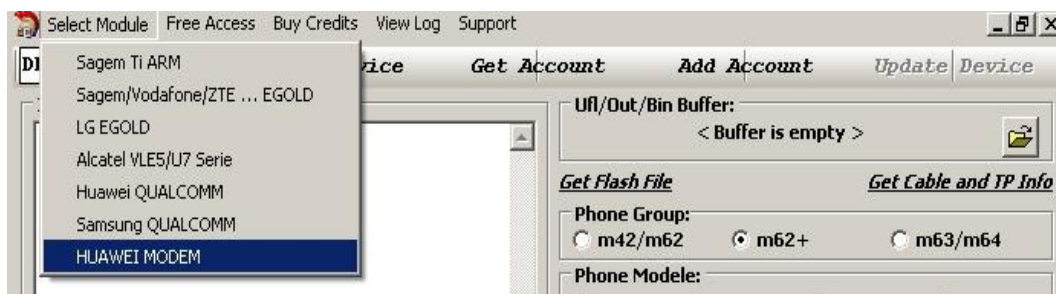 Select Module Free Access Buy Credits View Log Support
Get Account Add Account Update Device
Sagem Ti ARM
Sagem/Vodafone/ZTE ... EGOLD
LG EGOLD
Alcatel VLE5/U7 Serie
Huawei QUALCOMM
Samsung QUALCOMM
HUAWEI MODEM
Ufl/Out/Bin Buffer:
< Buffer is empty >
Get Flash File Get Cable and TP Info
Phone Group:
m42/m62 m62+ m63/m64
Phone Modele: